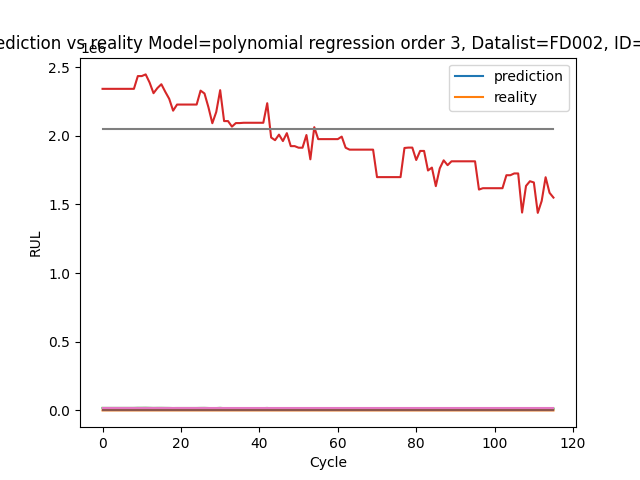 ediction vs reality Model=polynomial regression order 3, Datalist=FD002, ID=
1e6
2.5
2.0
1.5
1.0
0.5
0.0
RUL
prediction
reality
0 20 40 60 80 100 120
Cycle